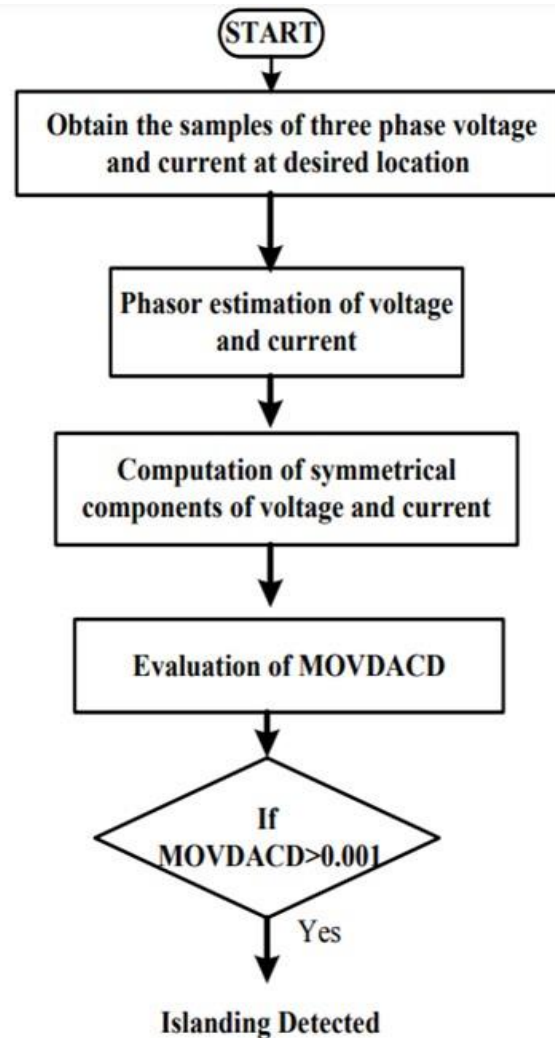 START
Obtain the samples of three phase voltage
and current at desired location
Phasor estimation of voltage
and current
Computation of symmetrical
components of voltage and current
Evaluation of MOVDACD
If
MOVDACD>0.001
Yes
Islanding Detected